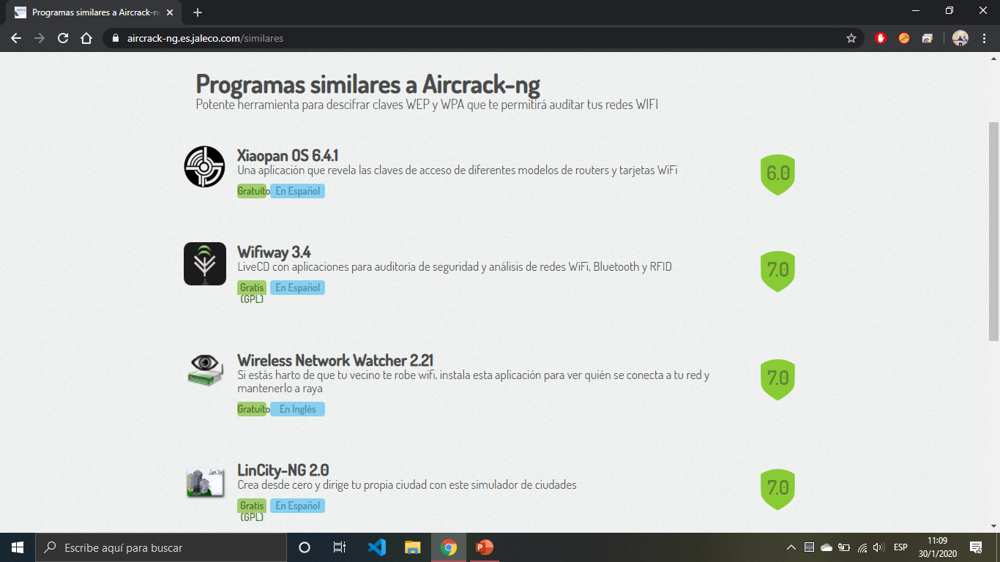 Programas similares a Aircrack-n
aircrack-ng.es.jaleco.com/similares
Programas similares a Aircrack-ng
Potente herramienta para descifrar claves WEP y WPA que te permitirá auditar tus redes WIFI
Xiaopan OS 6.4.1
Una aplicación que revela las claves de acceso de diferentes modelos de routers y tarjetas WiFi
Gratuito En Español
6.0
Wifiway 3.4
LiveCD con aplicaciones para auditoría de seguridad y análisis de redes WiFi, Bluetooth y RFID
Gratis En Español
(GPL)
7.0
Wireless Network Watcher 2.21
Si estás harto de que tu vecino te robe wifi, instala esta aplicación para ver quién se conecta a tu red y
mantenerlo a raya
Gratuito En Inglés
7.0
LinCity-NG 2.0
Crea desde cero y dirige tu propia ciudad con este simulador de ciudades
Gratis En Español
(GPL)
7.0
Escribe aquí para buscar
ESP
11:09
30/1/2020